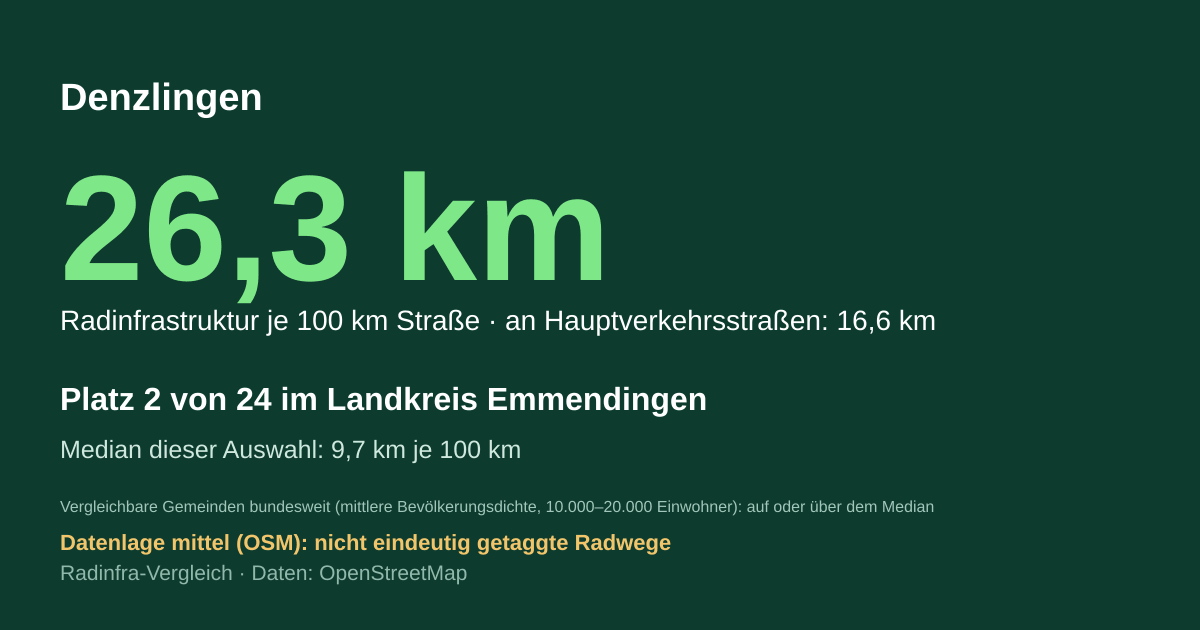 Denzlingen
26,3 km
Radinfrastruktur je 100 km Straße · an Hauptverkehrsstraßen: 16,6 km
Platz 2 von 24 im Landkreis Emmendingen
Median dieser Auswahl: 9,7 km je 100 km
Vergleichbare Gemeinden bundesweit (mittlere Bevölkerungsdichte, 10.000–20.000 Einwohner): auf oder über dem Median
Datenlage mittel (OSM): nicht eindeutig getaggte Radwege
Radinfra-Vergleich · Daten: OpenStreetMap